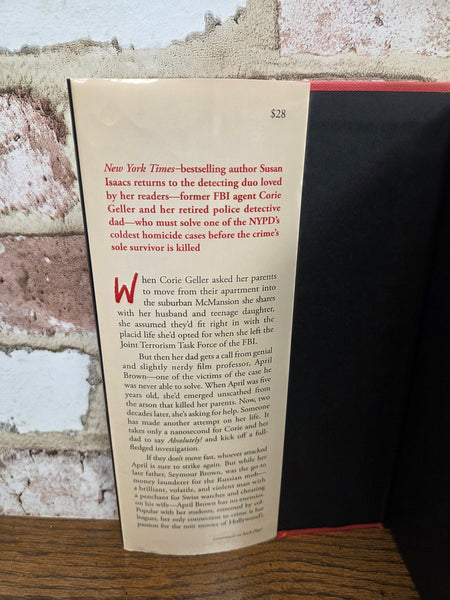 $28
New York Times–bestselling author Susan
Isaacs returns to the detecting duo loved
by her readers—former FBI agent Corie
Geller and her retired police detective
dad—who must solve one of the NYPD's
coldest homicide cases before the crime's
sole survivor is killed
When Corie Geller asked her parents
to move from their apartment into
the suburban McMansion she shares
with her husband and teenage daughter,
she assumed they'd fit right in with the
placid life she'd opted for when she left the
Joint Terrorism Task Force of the FBI.
But then her dad gets a call from genial
and slightly nerdy film professor, April
Brown—one of the victims of the case he
was never able to solve. When April was five
years old, she'd emerged unscathed from
the arson that killed her parents. Now, two
decades later, she's asking for help. Someone
has made another attempt on her life. It
takes only a nanosecond for Corie and her
dad to say Absolutely! and kick off a full-
fledged investigation.
If they don't move fast, whoever attacked
April is sure to strike again. But while her
late father, Seymour Brown, was the go-to
money launderer for the Russian mob—
a brilliant, volatile, and violent man with
a penchant for Swiss watches and cheating
on his wife—April Brown has no enemies.
Popular with her students, esteemed by col-
leagues, her only connection to crime is her
passion for the noir movies of Hollywood's
(continued on back flap)